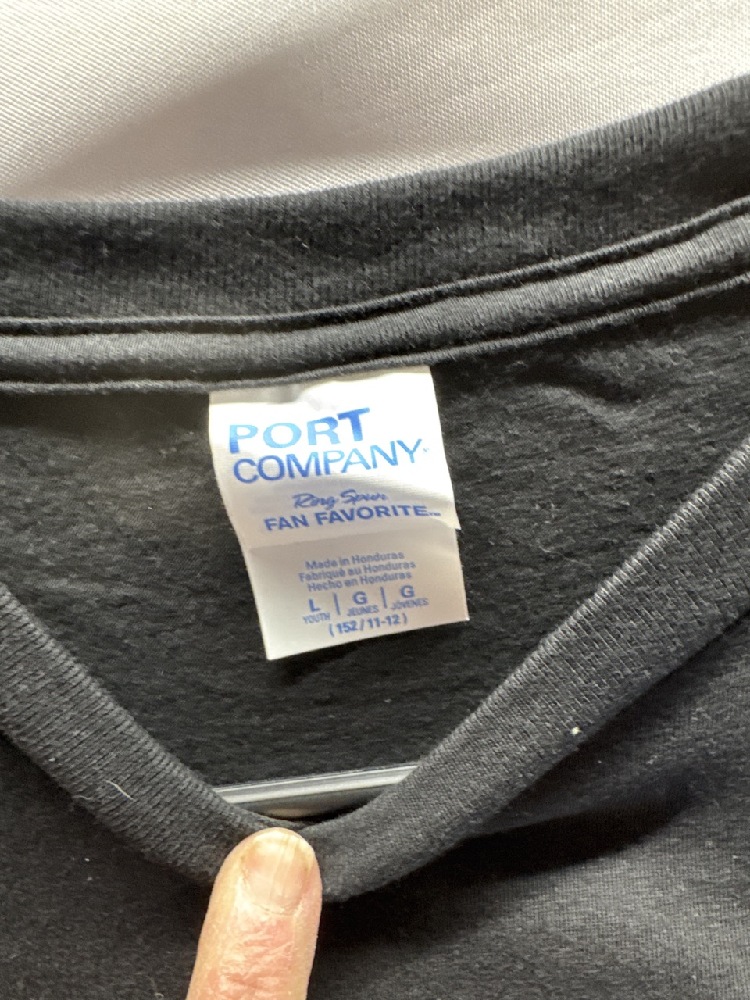 PORT
COMPANY
Ring Spun
FAN FAVORITE™
Made in Honduras
Fabriqué au Honduras
Hecho en Honduras
L | G | G
YOUTH JEUNES JÓVENES
(152/11-12)